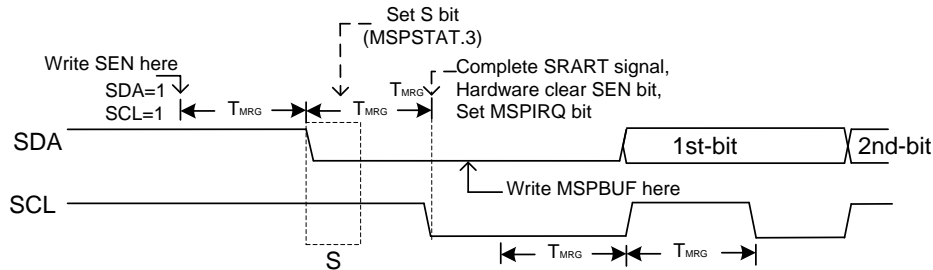 Set S bit
(MSPSTAT.3)
Write SEN here
SDA=1
SCL=1
TMRG
TMRG
TMRG
Complete SRART signal,
Hardware clear SEN bit,
Set MSPIRQ bit
SDA
1st-bit
2nd-bit
Write MSPBUF here
SCL
TMRG
TMRG
S